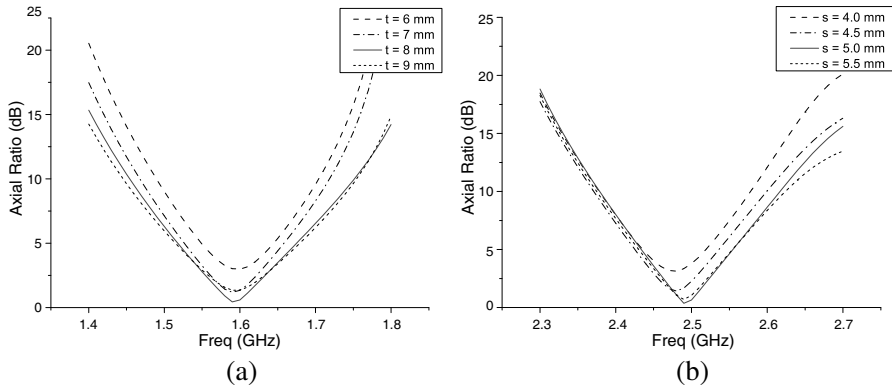 25
20
15
10
5
0
Axial Ratio (dB)
1.4
1.5
1.6
1.7
1.8
Freq (GHz)
t = 6 mm
t = 7 mm
t = 8 mm
t = 9 mm
(a)
25
20
15
10
5
0
Axial Ratio (dB)
2.3
2.4
2.5
2.6
2.7
Freq (GHz)
s = 4.0 mm
s = 4.5 mm
s = 5.0 mm
s = 5.5 mm
(b)